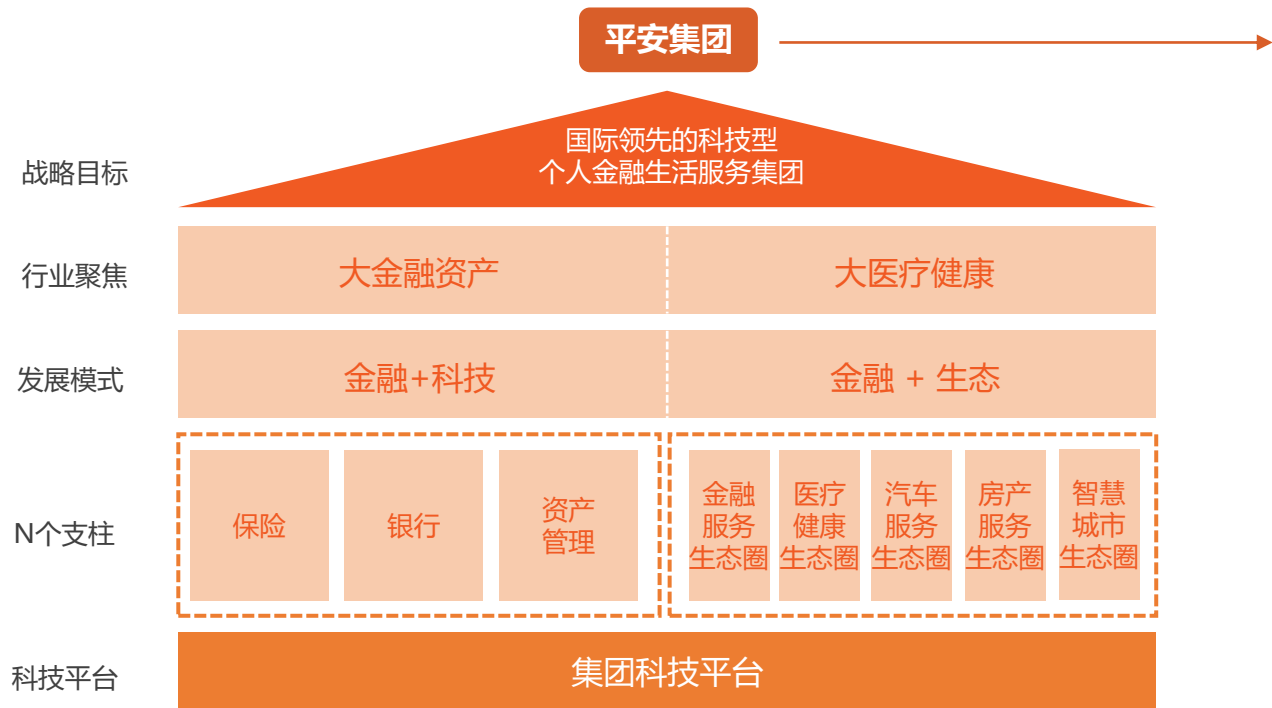 平安集团
国际领先的科技型
个人金融生活服务集团
战略目标
行业聚焦
大金融资产
大医疗健康
发展模式
金融+科技
金融 + 生态
N个支柱
保险
银行
资产
管理
金融
服务
生态圈
医疗
健康
生态圈
汽车
服务
生态圈
房产
服务
生态圈
智慧
城市
生态圈
科技平台
集团科技平台